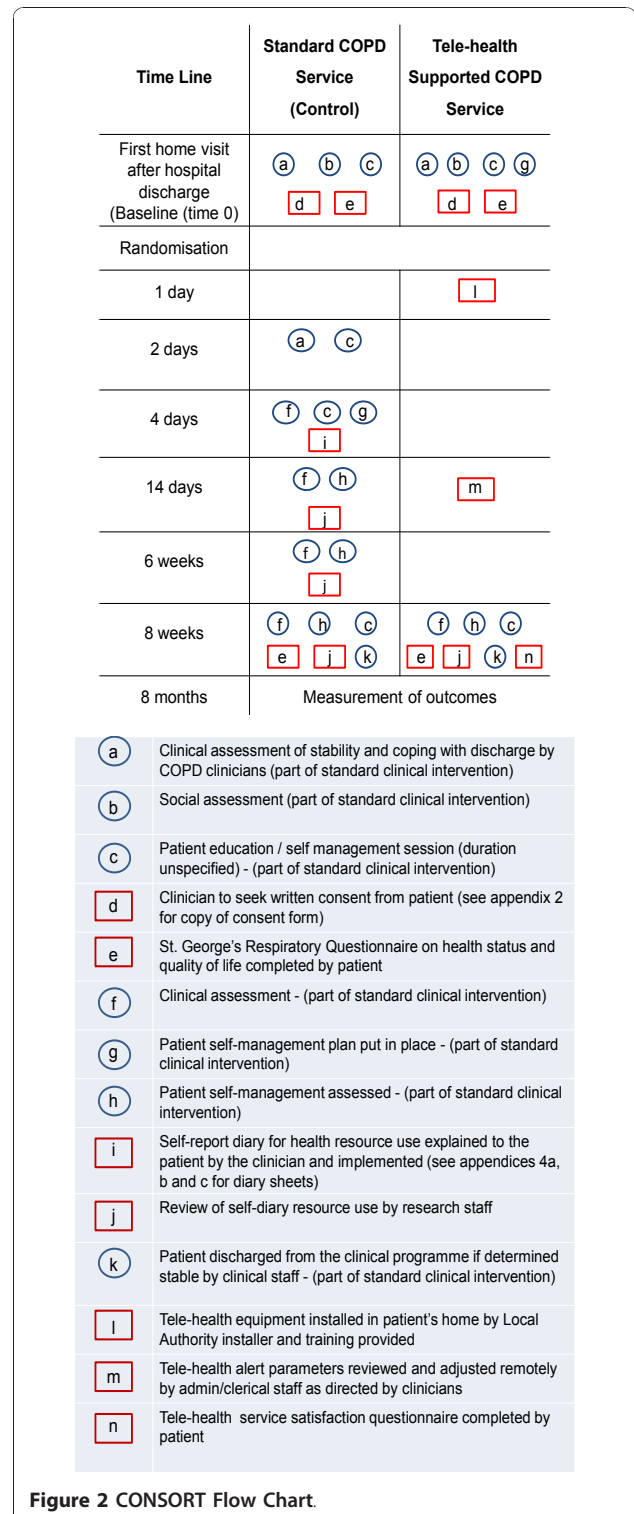 Time Line
Standard COPD
Service
(Control)
Tele-health
Supported COPD
Service
First home visit
after hospital
discharge
(Baseline (time 0)
a b c
d e
a b c g
d e
Randomisation
1 day
l
2 days
a c
4 days
f c g
i
14 days
f h
j
m
6 weeks
f h
j
8 weeks
f h c
e j k
f h c
e j k n
8 months
Measurement of outcomes
a
Clinical assessment of stability and coping with discharge by
COPD clinicians (part of standard clinical intervention)
b
Social assessment (part of standard clinical intervention)
c
Patient education / self management session (duration
unspecified) - (part of standard clinical intervention)
d
Clinician to seek written consent from patient (see appendix 2
for copy of consent form)
e
St. George's Respiratory Questionnaire on health status and
quality of life completed by patient
f
Clinical assessment - (part of standard clinical intervention)
g
Patient self-management plan put in place - (part of standard
clinical intervention)
h
Patient self-management assessed - (part of standard clinical
intervention)
i
Self-report diary for health resource use explained to the
patient by the clinician and implemented (see appendices 4a,
b and c for diary sheets)
j
Review of self-diary resource use by research staff
k
Patient discharged from the clinical programme if determined
stable by clinical staff - (part of standard clinical intervention)
l
Tele-health equipment installed in patient's home by Local
Authority installer and training provided
m
Tele-health alert parameters reviewed and adjusted remotely
by admin/clerical staff as directed by clinicians
n
Tele-health service satisfaction questionnaire completed by
patient
Figure 2 CONSORT Flow Chart.